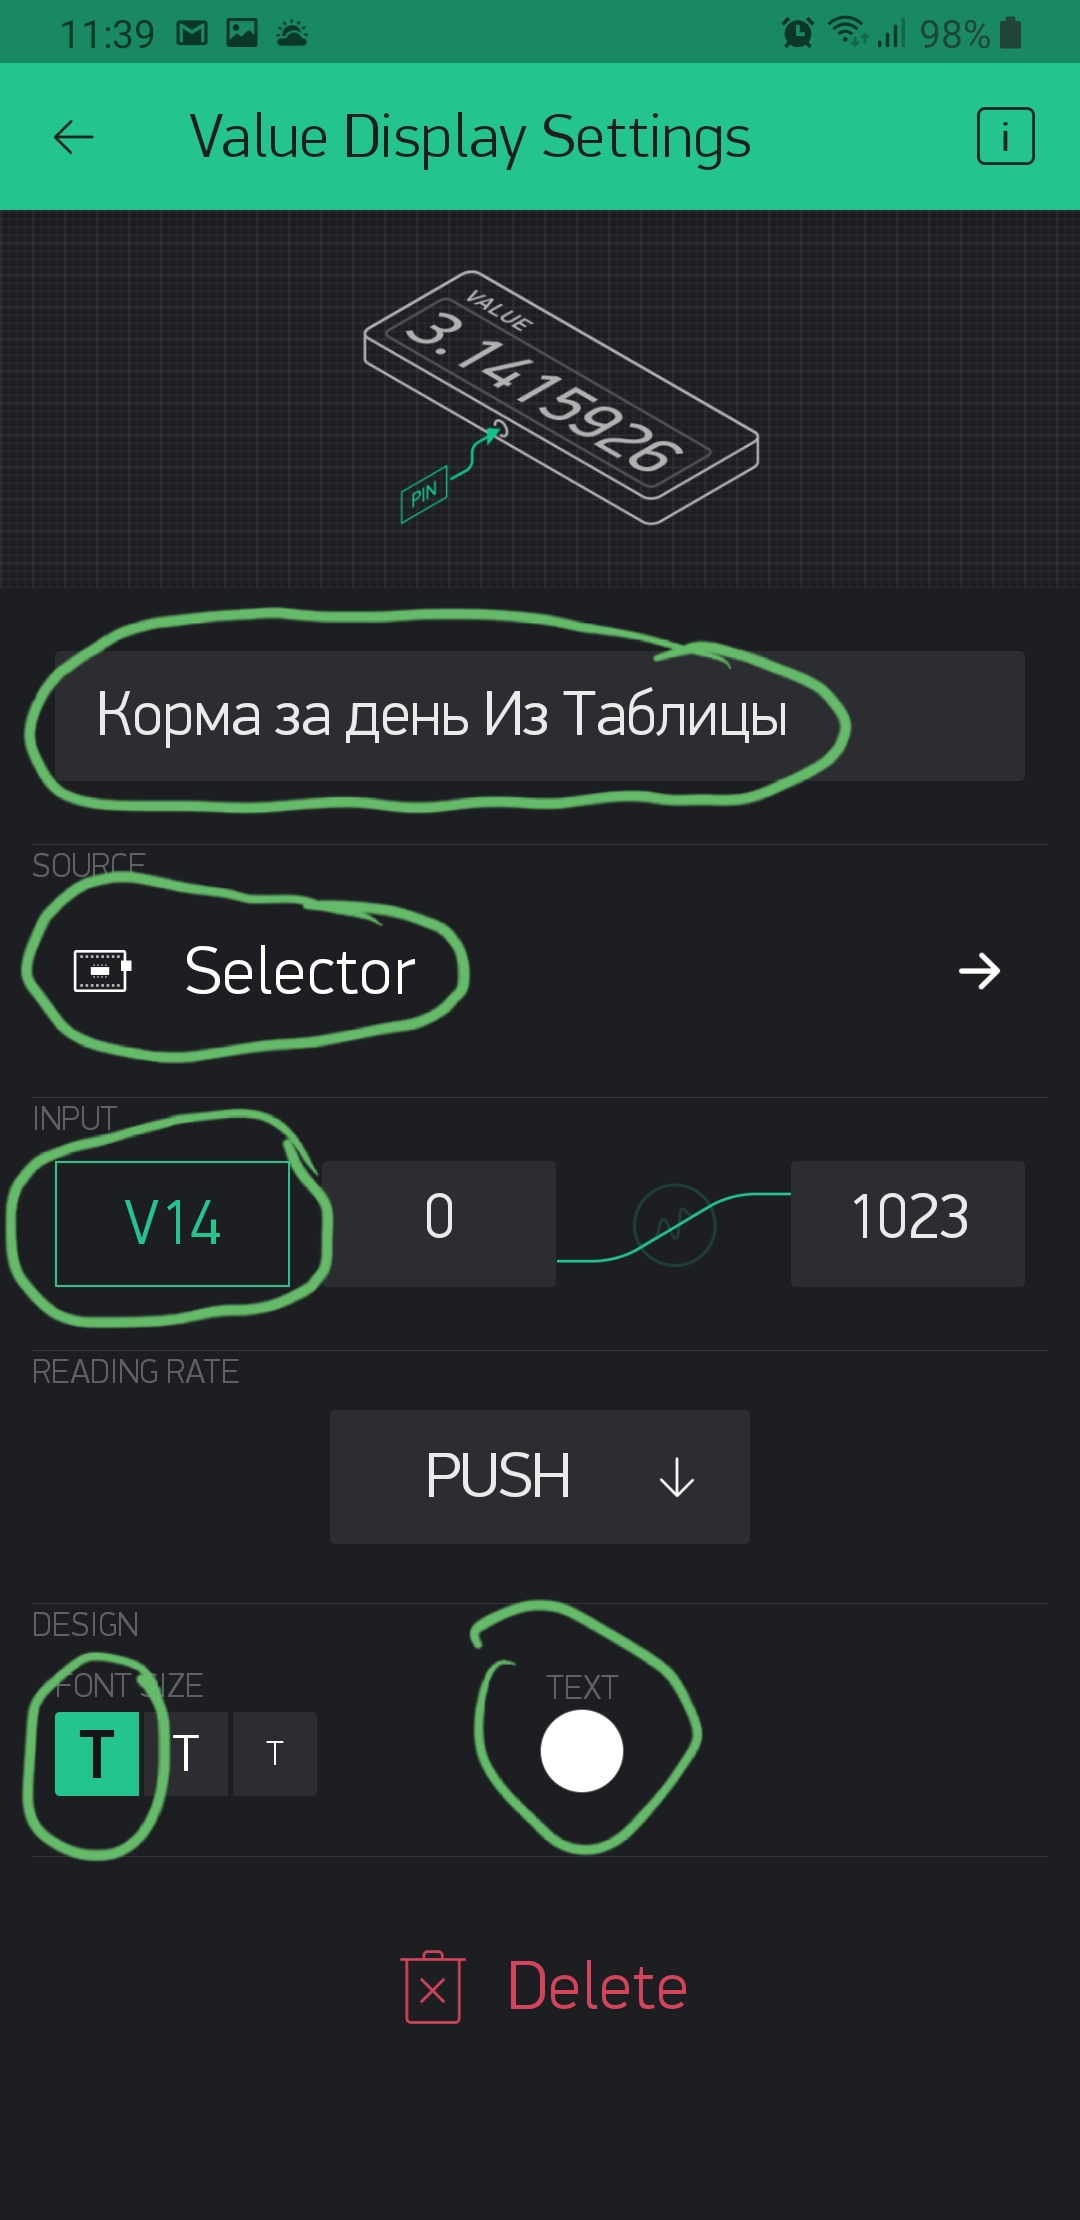 11:39 98%
Value Display Settings i
VALUE
3.1415926
PIN
Корма за день Из Таблицы
SOURCE
Selector
INPUT
V14 0 1023
READING RATE
PUSH
DESIGN
FONT SIZE TEXT
T T T
Delete